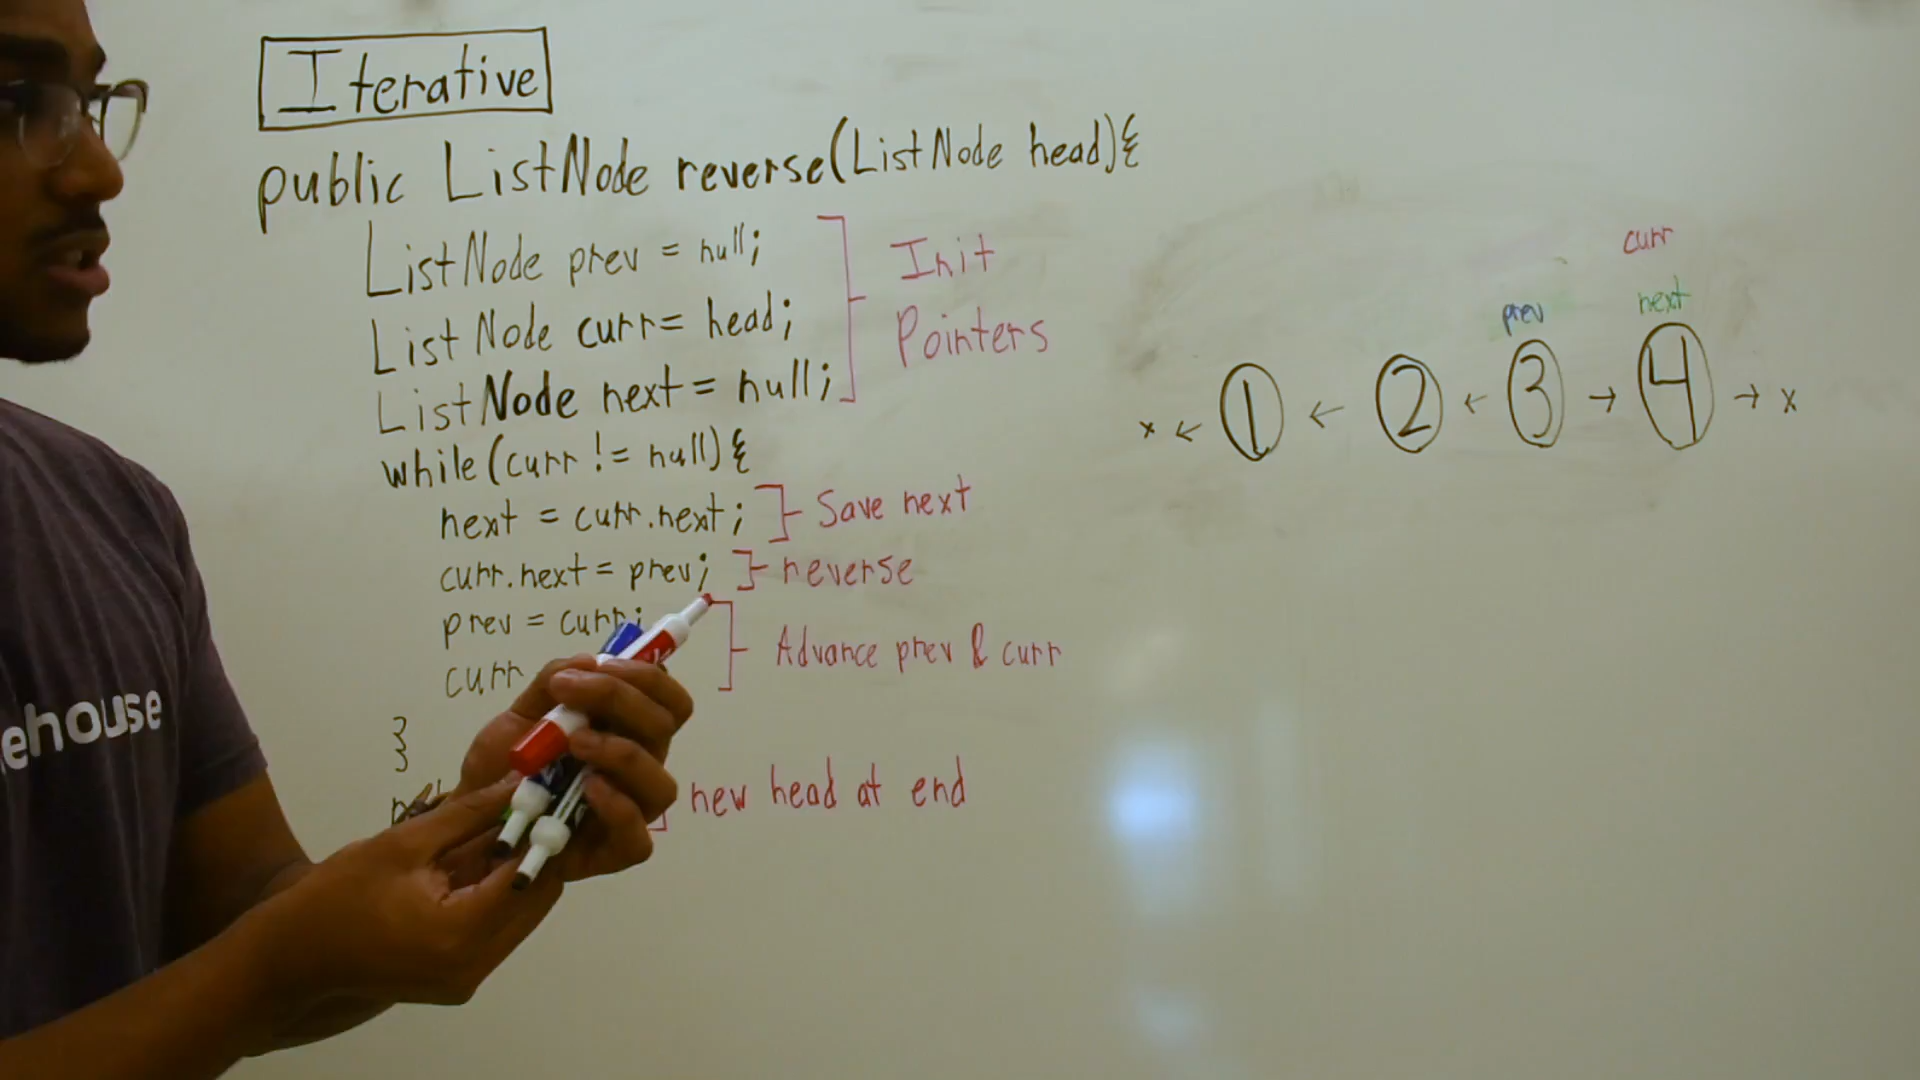 Iterative
public ListNode reverse(ListNode head){
ListNode prev = null;
ListNode curr = head;
ListNode next = null;
Init
Pointers
while(curr != null){
next = curr.next;
Save next
curr.next = prev;
reverse
prev = curr;
curr
Advance prev & curr
}
new head at end
curr
prev
next
x ← 1 ← 2 ← 3 → 4 → x
ehouse